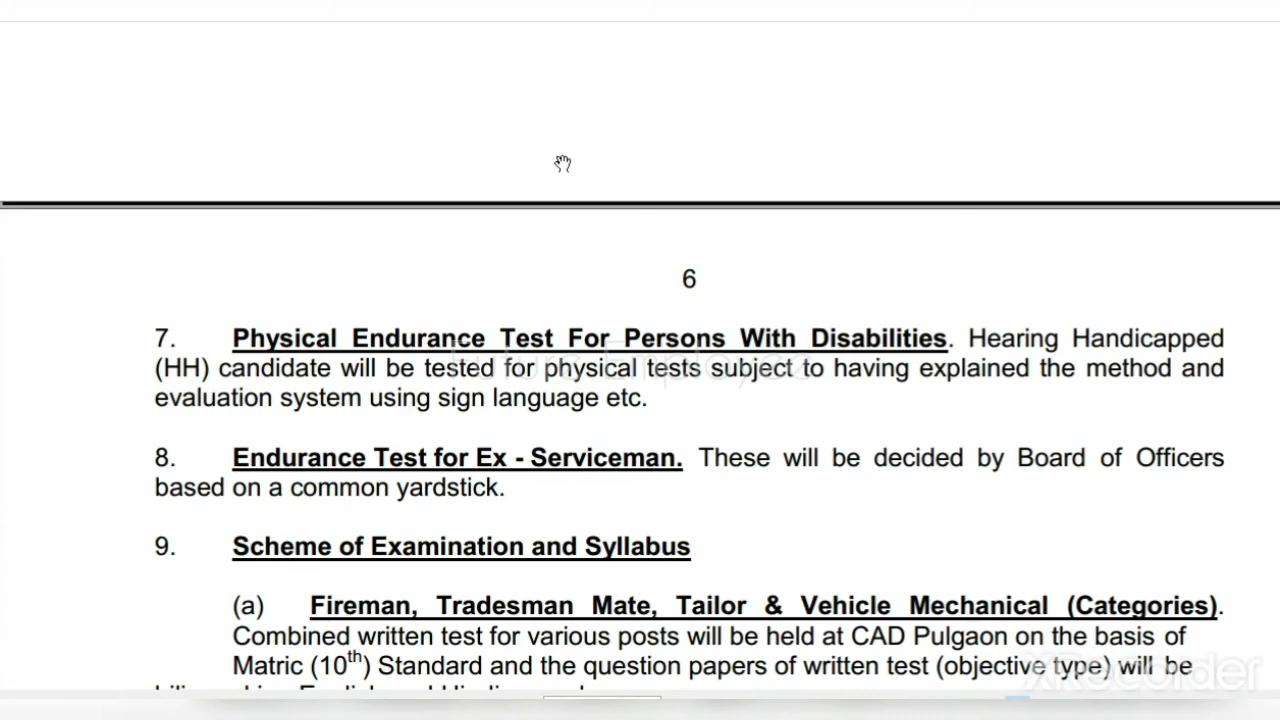 6
7. Physical Endurance Test For Persons With Disabilities. Hearing Handicapped
(HH) candidate will be tested for physical tests subject to having explained the method and
evaluation system using sign language etc.
Future Employee
8. Endurance Test for Ex - Serviceman. These will be decided by Board of Officers
based on a common yardstick.
9. Scheme of Examination and Syllabus
(a) Fireman, Tradesman Mate, Tailor & Vehicle Mechanical (Categories).
Combined written test for various posts will be held at CAD Pulgaon on the basis of
Matric (10th) Standard and the question papers of written test (objective type) will be
XRecorder